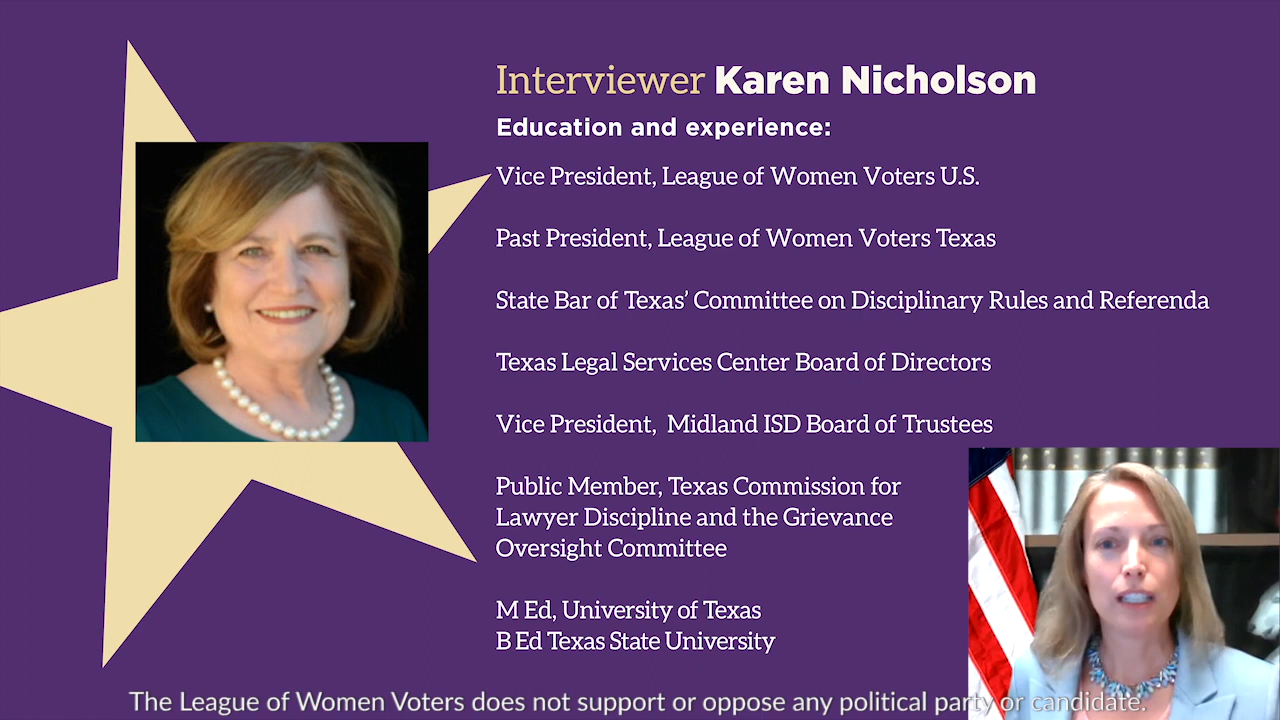 Interviewer Karen Nicholson
Education and experience:
Vice President, League of Women Voters U.S.
Past President, League of Women Voters Texas
State Bar of Texas’ Committee on Disciplinary Rules and Referenda
Texas Legal Services Center Board of Directors
Vice President, Midland ISD Board of Trustees
Public Member, Texas Commission for
Lawyer Discipline and the Grievance
Oversight Committee
M Ed, University of Texas
B Ed Texas State University
The League of Women Voters does not support or oppose any political party or candidate.